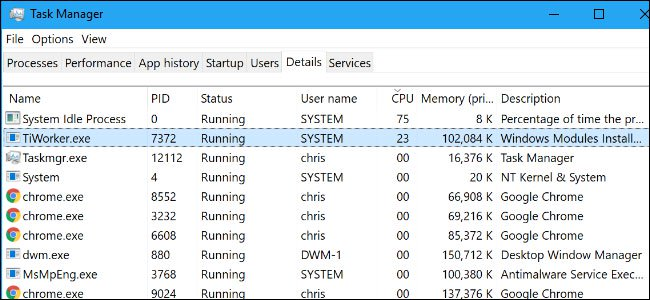 Task Manager
File Options View
Processes Performance App history Startup Users Details Services
Name PID Status User name CPU Memory (pri... Description
System Idle Process 0 Running SYSTEM 75 8 K Percentage of time the pr...
TiWorker.exe 7372 Running SYSTEM 23 102,084 K Windows Modules Install...
Taskmgr.exe 12112 Running chris 00 16,376 K Task Manager
System 4 Running SYSTEM 00 20 K NT Kernel & System
chrome.exe 8552 Running chris 00 66,908 K Google Chrome
chrome.exe 3232 Running chris 00 69,216 K Google Chrome
chrome.exe 6608 Running chris 00 85,372 K Google Chrome
dwm.exe 880 Running DWM-1 00 150,712 K Desktop Window Manager
MsMpEng.exe 3768 Running SYSTEM 00 100,380 K Antimalware Service Exec...
chrome.exe 9024 Running chris 00 137,376 K Google Chrome